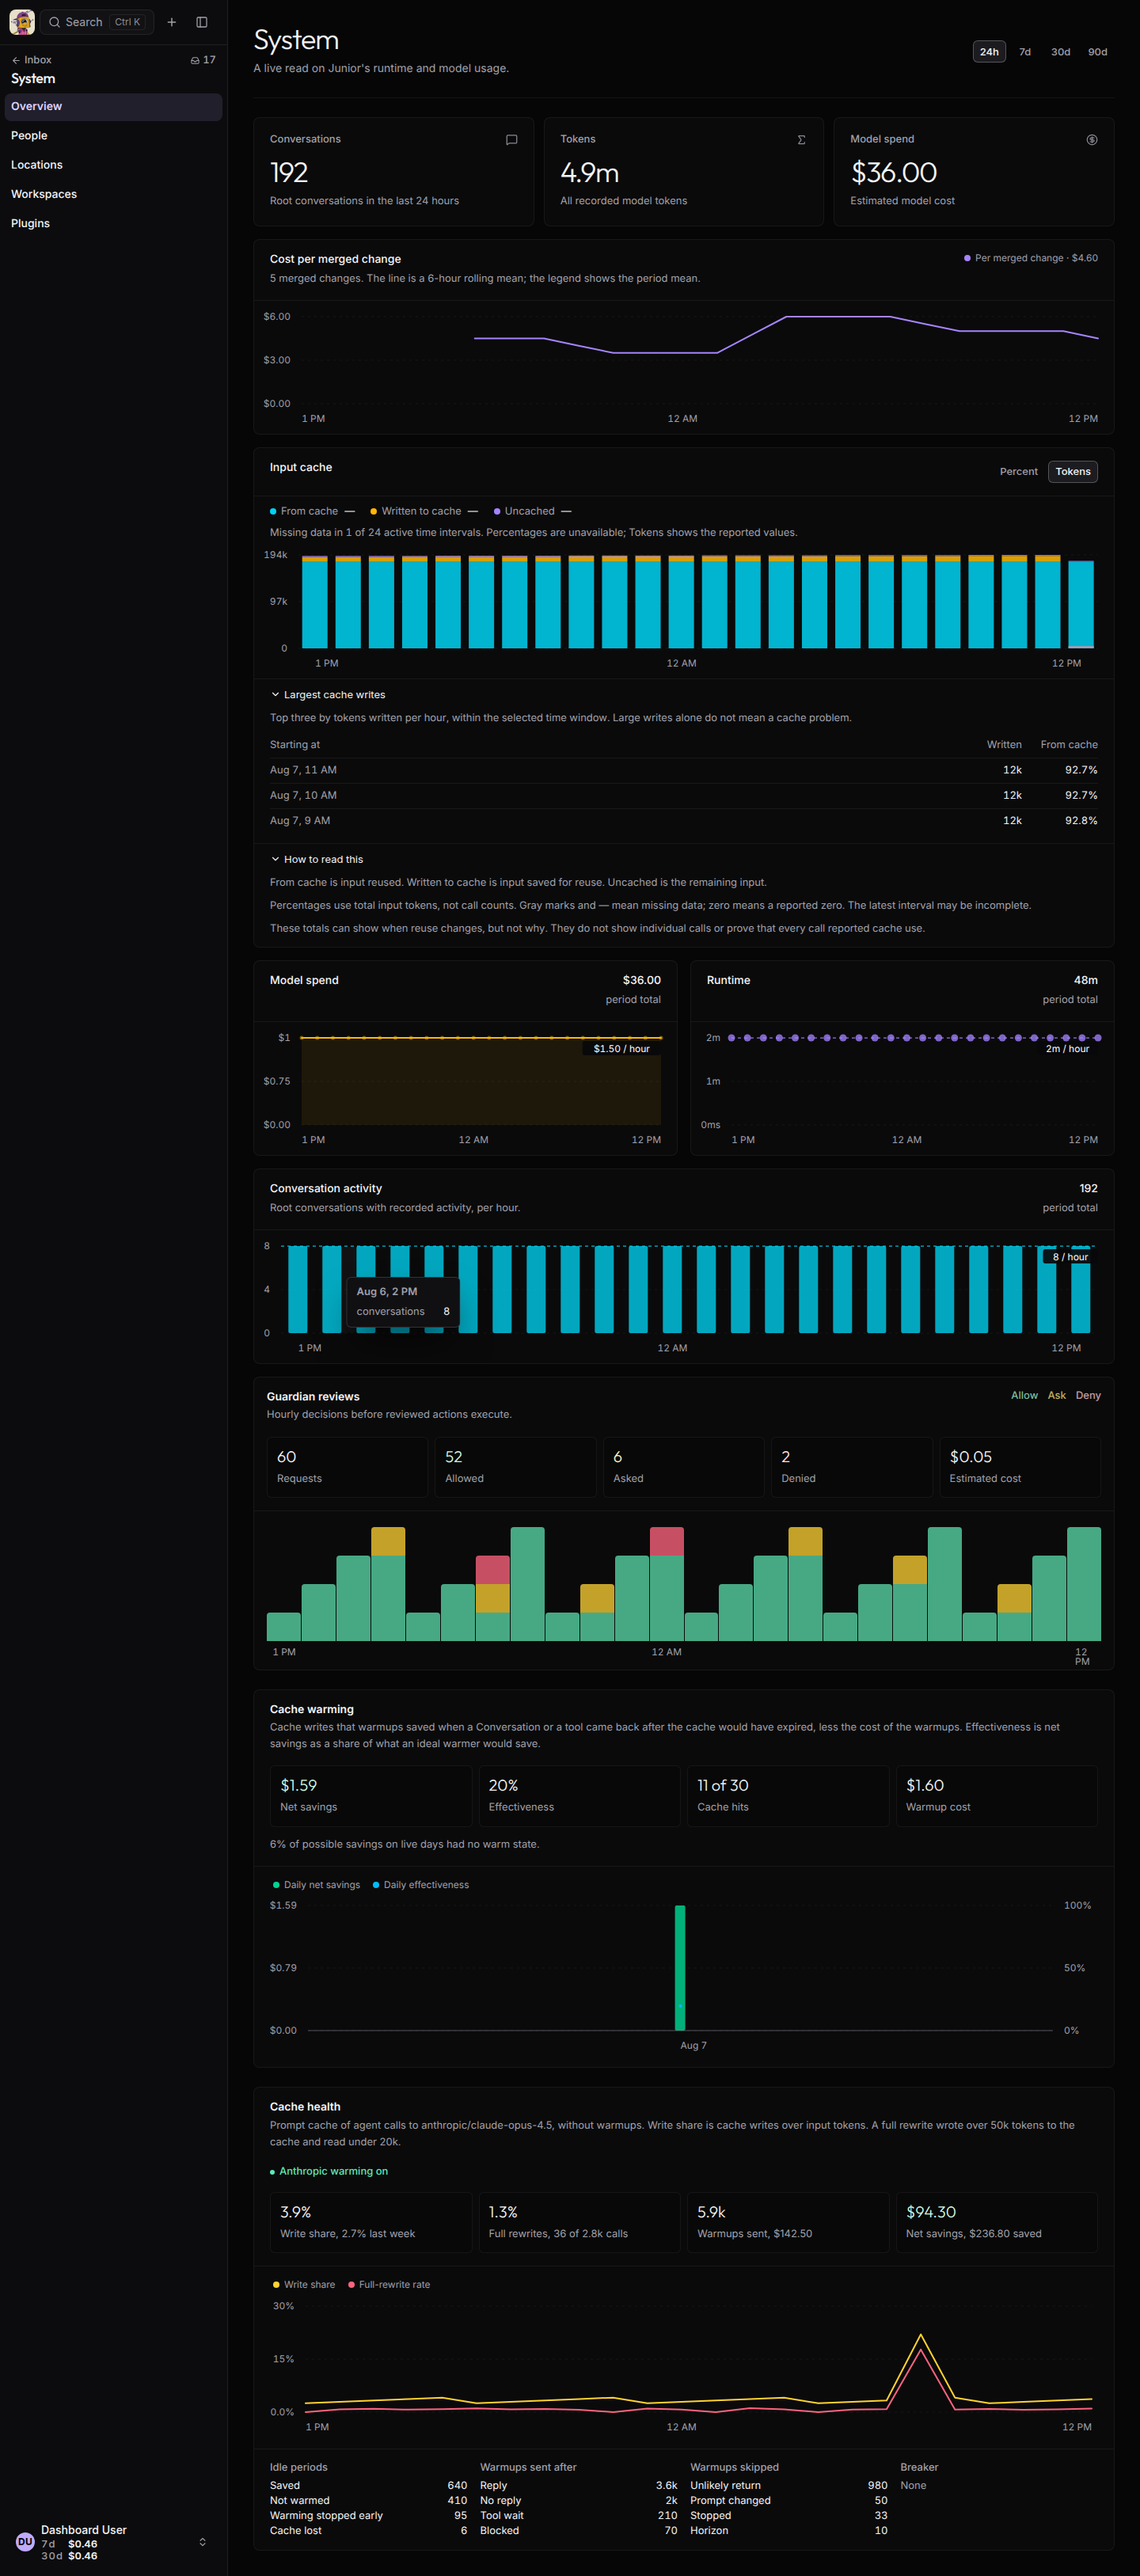 Search Ctrl K
Inbox 17
System
Overview
People
Locations
Workspaces
Plugins
System
A live read on Junior's runtime and model usage.
24h 7d 30d 90d
Conversations
192
Root conversations in the last 24 hours
Tokens
4.9m
All recorded model tokens
Model spend
$36.00
Estimated model cost
Cost per merged change
5 merged changes. The line is a 6-hour rolling mean; the legend shows the period mean.
Per merged change · $4.60
$6.00
$3.00
$0.00
1 PM 12 AM 12 PM
Input cache
Percent Tokens
From cache — Written to cache — Uncached —
Missing data in 1 of 24 active time intervals. Percentages are unavailable; Tokens shows the reported values.
194k
97k
0
1 PM 12 AM 12 PM
Largest cache writes
Top three by tokens written per hour, within the selected time window. Large writes alone do not mean a cache problem.
Starting at Written From cache
Aug 7, 11 AM 12k 92.7%
Aug 7, 10 AM 12k 92.7%
Aug 7, 9 AM 12k 92.8%
How to read this
From cache is input reused. Written to cache is input saved for reuse. Uncached is the remaining input.
Percentages use total input tokens, not call counts. Gray marks and — mean missing data; zero means a reported zero. The latest interval may be incomplete.
These totals can show when reuse changes, but not why. They do not show individual calls or prove that every call reported cache use.
Model spend $36.00
period total
$1
$1.50 / hour
$0.75
$0.00
1 PM 12 AM 12 PM
Runtime 48m
period total
2m
2m / hour
1m
0ms
1 PM 12 AM 12 PM
Conversation activity 192
Root conversations with recorded activity, per hour. period total
8
8 / hour
4
0
Aug 6, 2 PM
conversations 8
1 PM 12 AM 12 PM
Guardian reviews
Allow Ask Deny
Hourly decisions before reviewed actions execute.
60
Requests
52
Allowed
6
Asked
2
Denied
$0.05
Estimated cost
1 PM 12 AM 12
PM
Cache warming
Cache writes that warmups saved when a Conversation or a tool came back after the cache would have expired, less the cost of the warmups. Effectiveness is net
savings as a share of what an ideal warmer would save.
$1.59
Net savings
20%
Effectiveness
11 of 30
Cache hits
$1.60
Warmup cost
6% of possible savings on live days had no warm state.
Daily net savings Daily effectiveness
$1.59 100%
$0.79 50%
$0.00 0%
Aug 7
Cache health
Prompt cache of agent calls to anthropic/claude-opus-4.5, without warmups. Write share is cache writes over input tokens. A full rewrite wrote over 50k tokens to the
cache and read under 20k.
Anthropic warming on
3.9%
Write share, 2.7% last week
1.3%
Full rewrites, 36 of 2.8k calls
5.9k
Warmups sent, $142.50
$94.30
Net savings, $236.80 saved
Write share Full-rewrite rate
30%
15%
0.0%
1 PM 12 AM 12 PM
Idle periods Warmups sent after Warmups skipped Breaker
Saved 640 Reply 3.6k Unlikely return 980 None
Not warmed 410 No reply 2k Prompt changed 50
Warming stopped early 95 Tool wait 210 Stopped 33
Cache lost 6 Blocked 70 Horizon 10
DU
Dashboard User
7d $0.46
30d $0.46